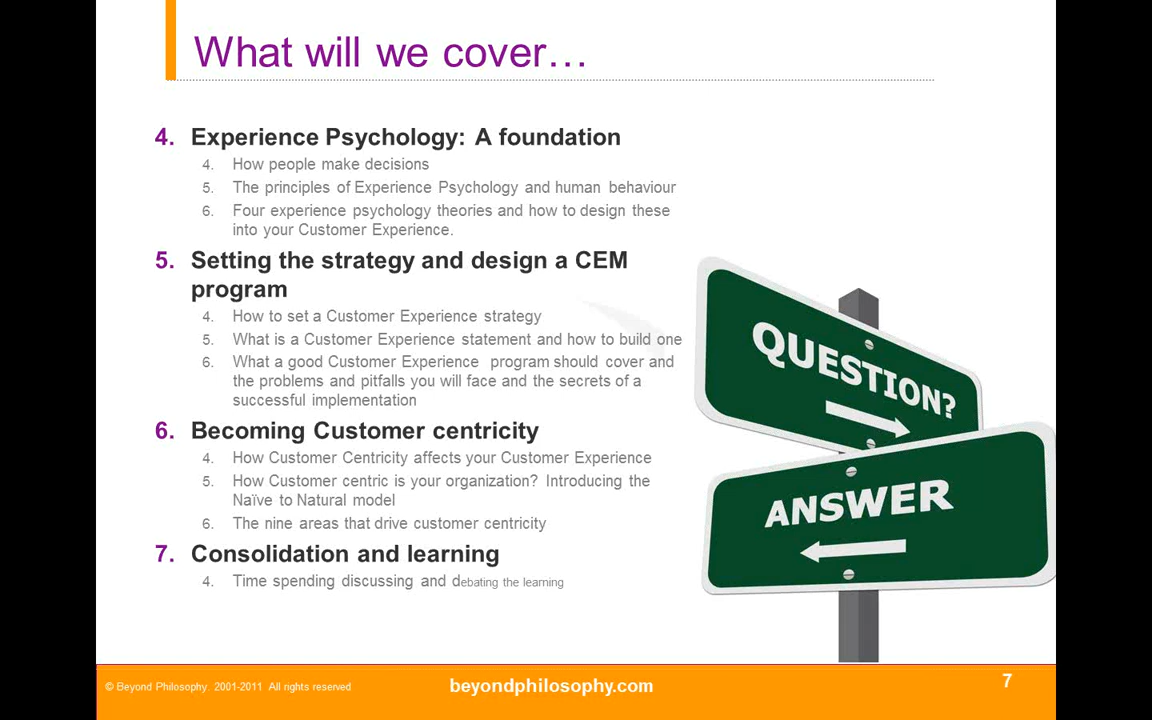 What will we cover…
4. Experience Psychology: A foundation
4. How people make decisions
5. The principles of Experience Psychology and human behaviour
6. Four experience psychology theories and how to design these
into your Customer Experience.
5. Setting the strategy and design a CEM
program
4. How to set a Customer Experience strategy
5. What is a Customer Experience statement and how to build one
6. What a good Customer Experience program should cover and
the problems and pitfalls you will face and the secrets of a
successful implementation
6. Becoming Customer centricity
4. How Customer Centricity affects your Customer Experience
5. How Customer centric is your organization? Introducing the
Naïve to Natural model
6. The nine areas that drive customer centricity
7. Consolidation and learning
4. Time spending discussing and debating the learning
QUESTION?
ANSWER
© Beyond Philosophy. 2001-2011 All rights reserved
beyondphilosophy.com
7